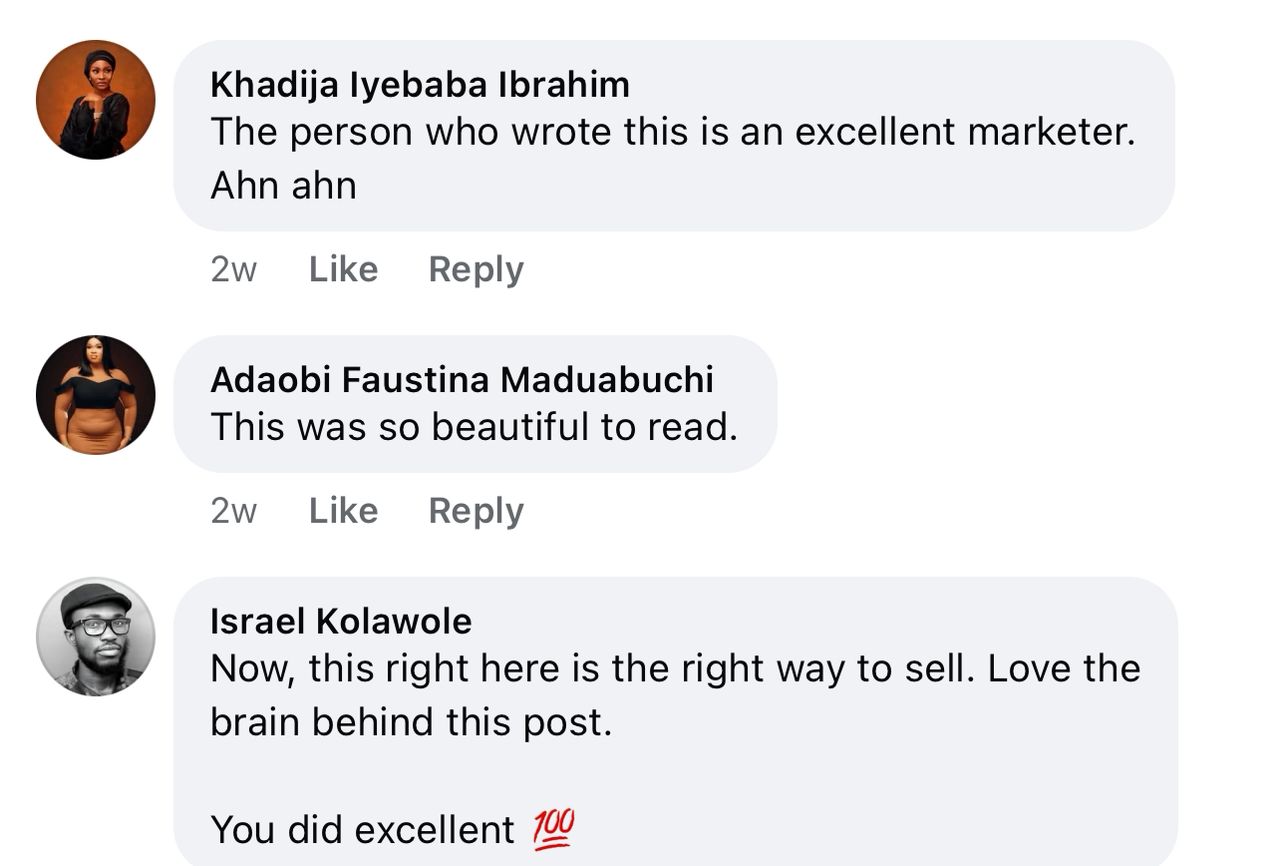 Khadija Iyebaba Ibrahim
The person who wrote this is an excellent marketer.
Ahn ahn
2w Like Reply
Adaobi Faustina Maduabuchi
This was so beautiful to read.
2w Like Reply
Israel Kolawole
Now, this right here is the right way to sell. Love the
brain behind this post.
You did excellent 💯